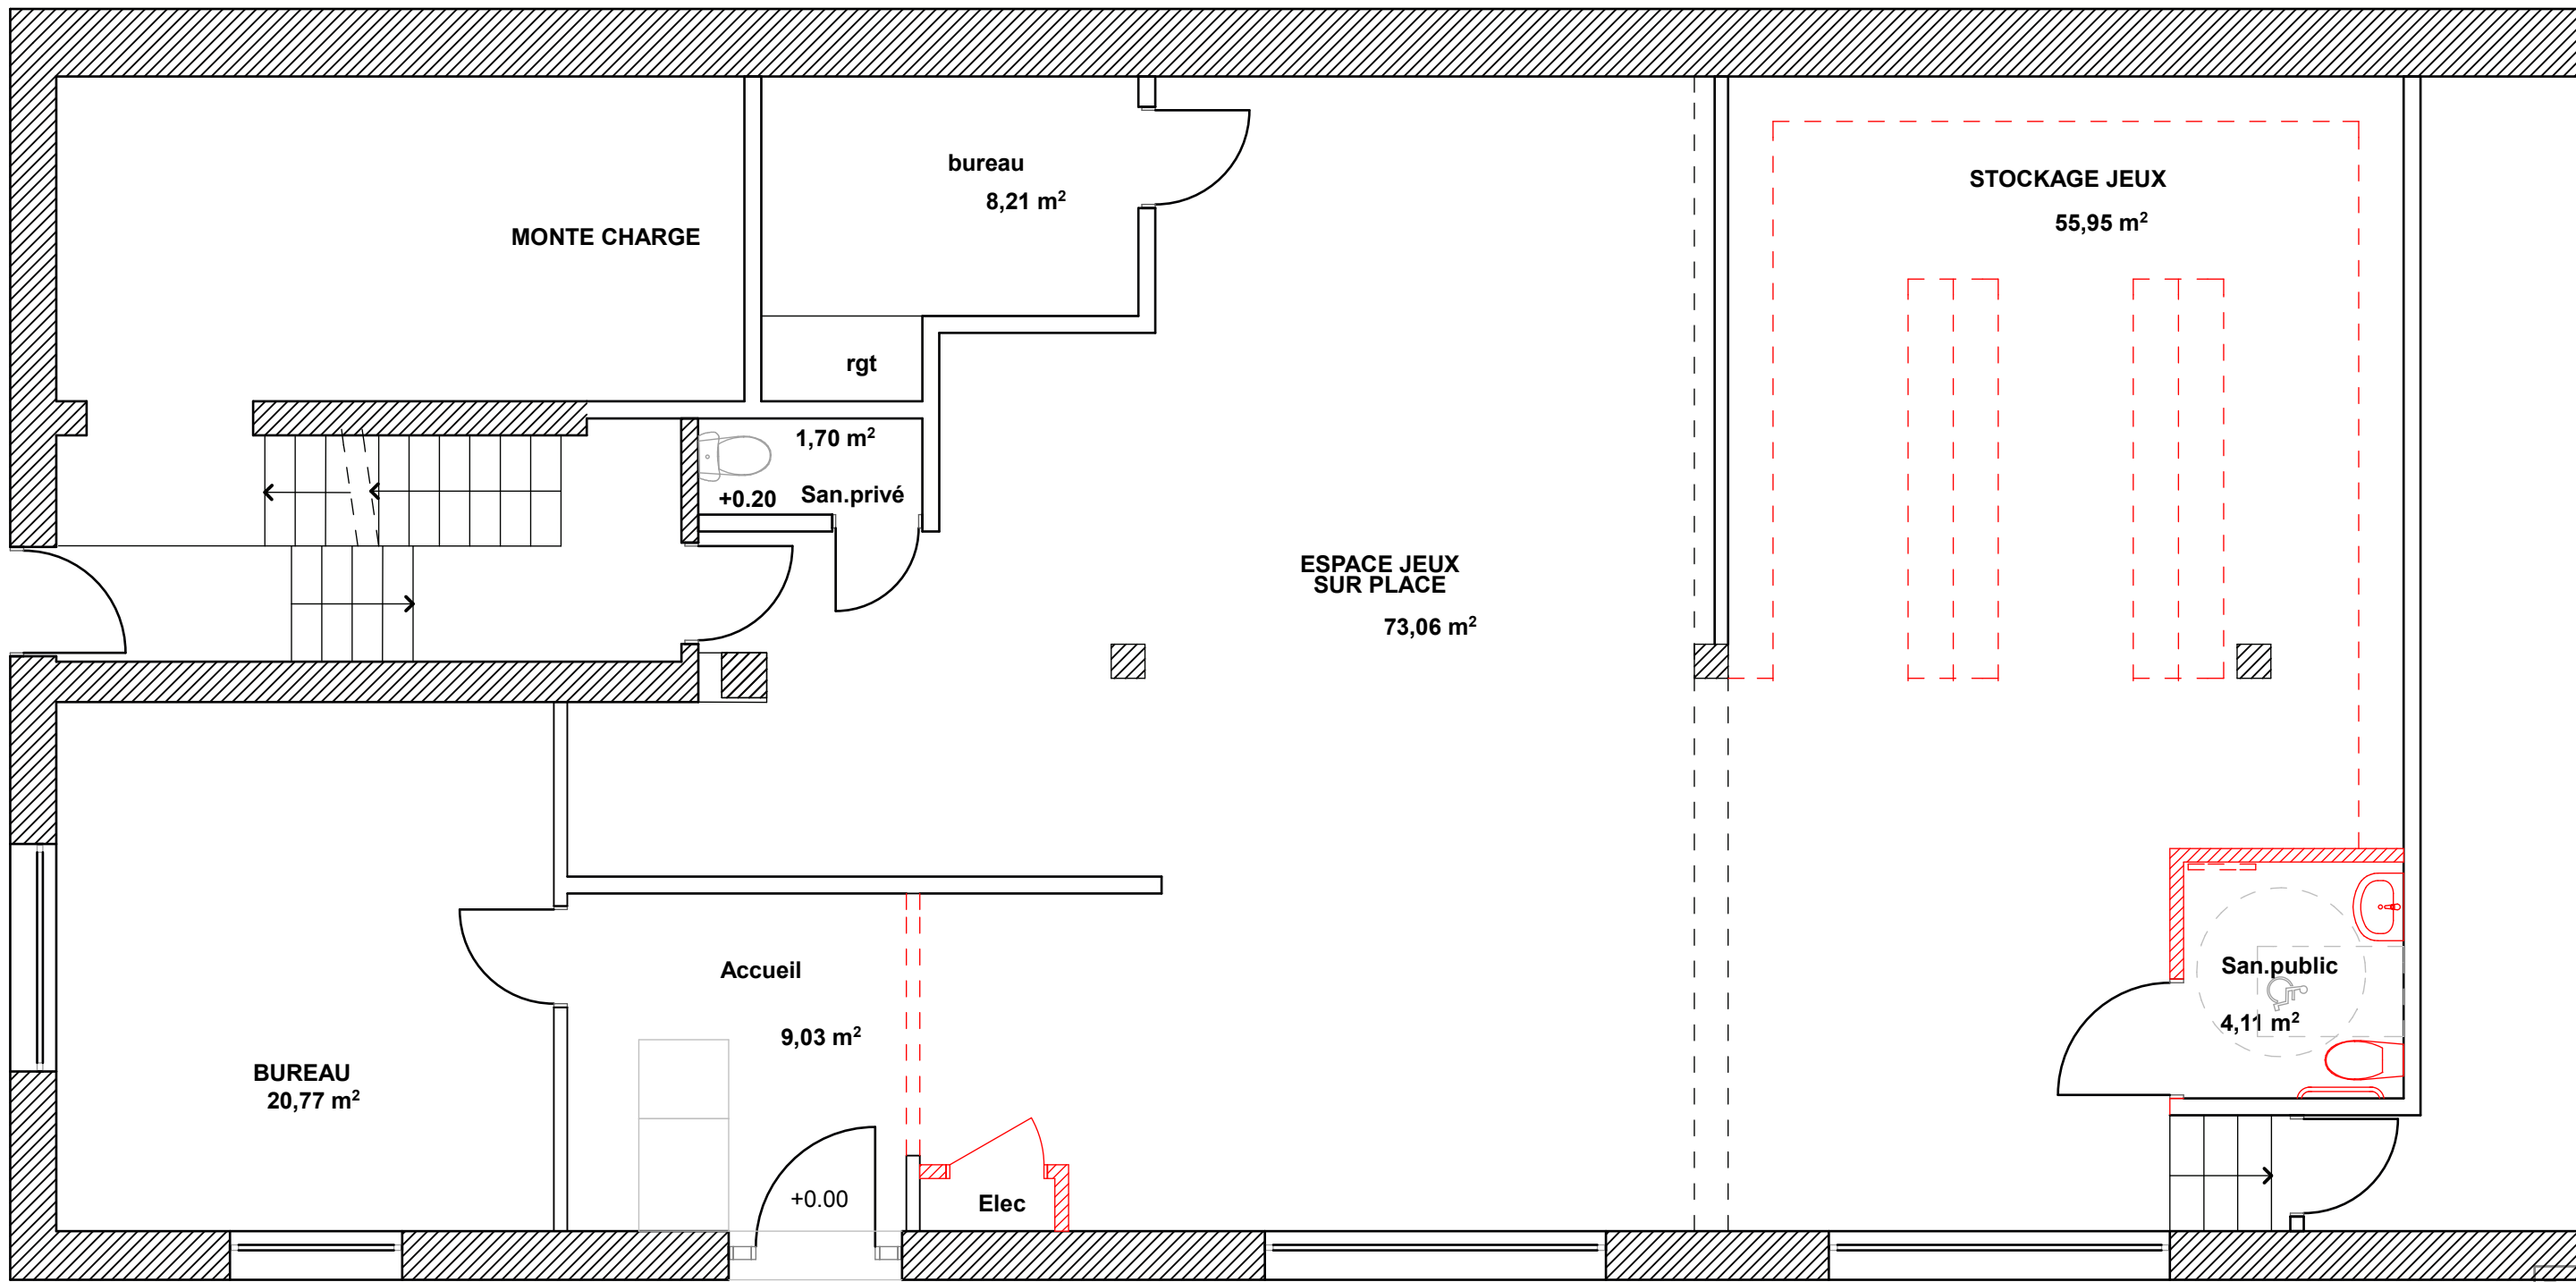 bureau
8,21 m²
STOCKAGE JEUX
55,95 m²
MONTE CHARGE
rgt
1,70 m²
+0.20 San.privé
ESPACE JEUX
SUR PLACE
73,06 m²
Accueil
9,03 m²
San.public
4,11 m²
BUREAU
20,77 m²
+0.00
Elec